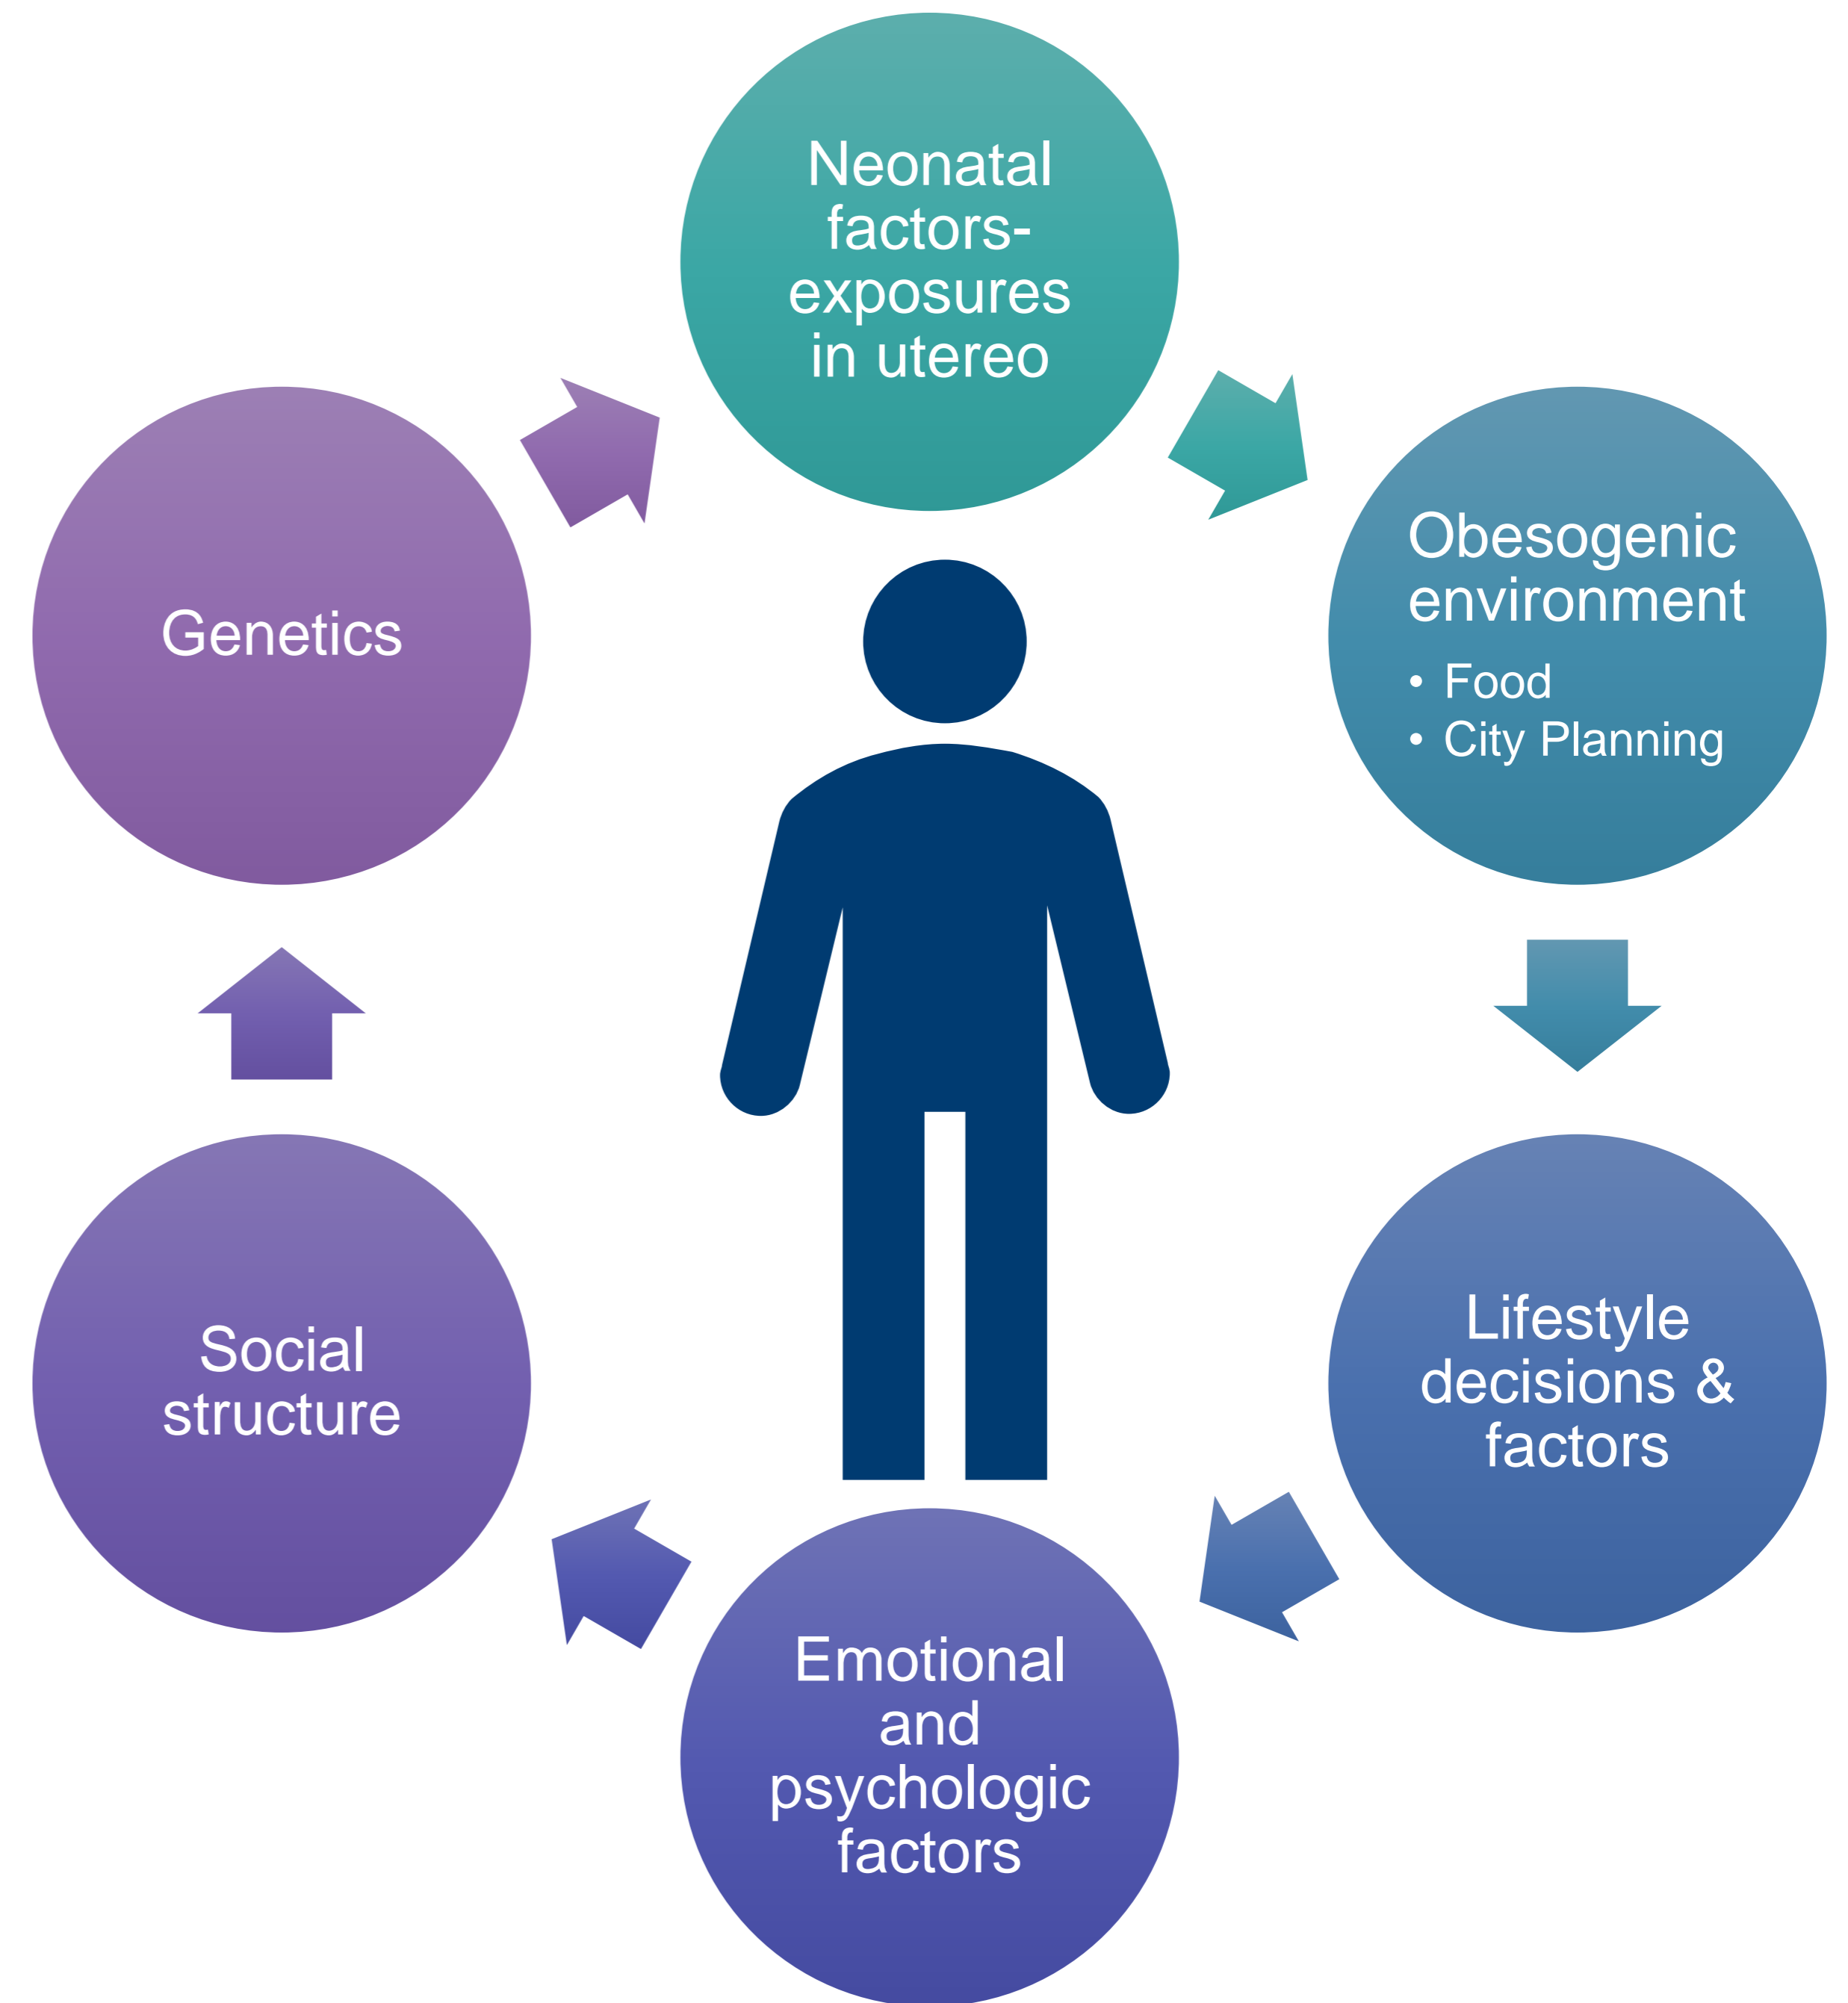 Neonatal
factors-
exposures
in utereo
Obesogenic
environment
• Food
• City Planning
Lifestyle
decisions &
factors
Emotional
and
psychologic
factors
Social
structure
Genetics